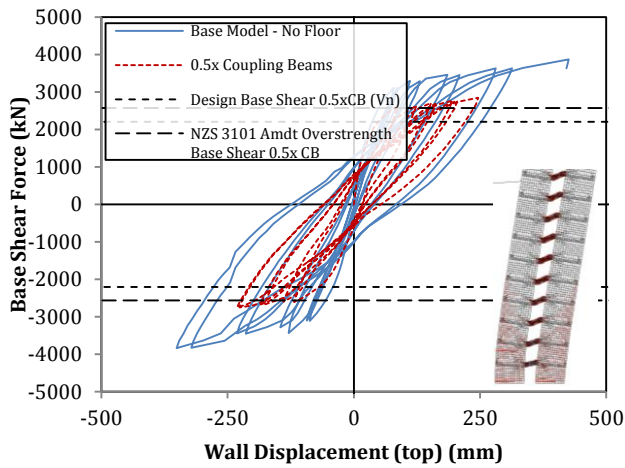 5000
4000
3000
2000
1000
0
-1000
-2000
-3000
-4000
-5000
Base Shear Force (kN)
Base Model - No Floor
0.5x Coupling Beams
Design Base Shear 0.5xCB (Vn)
NZS 3101 Amdt Overstrength
Base Shear 0.5x CB
-500
-250
0
250
500
Wall Displacement (top) (mm)